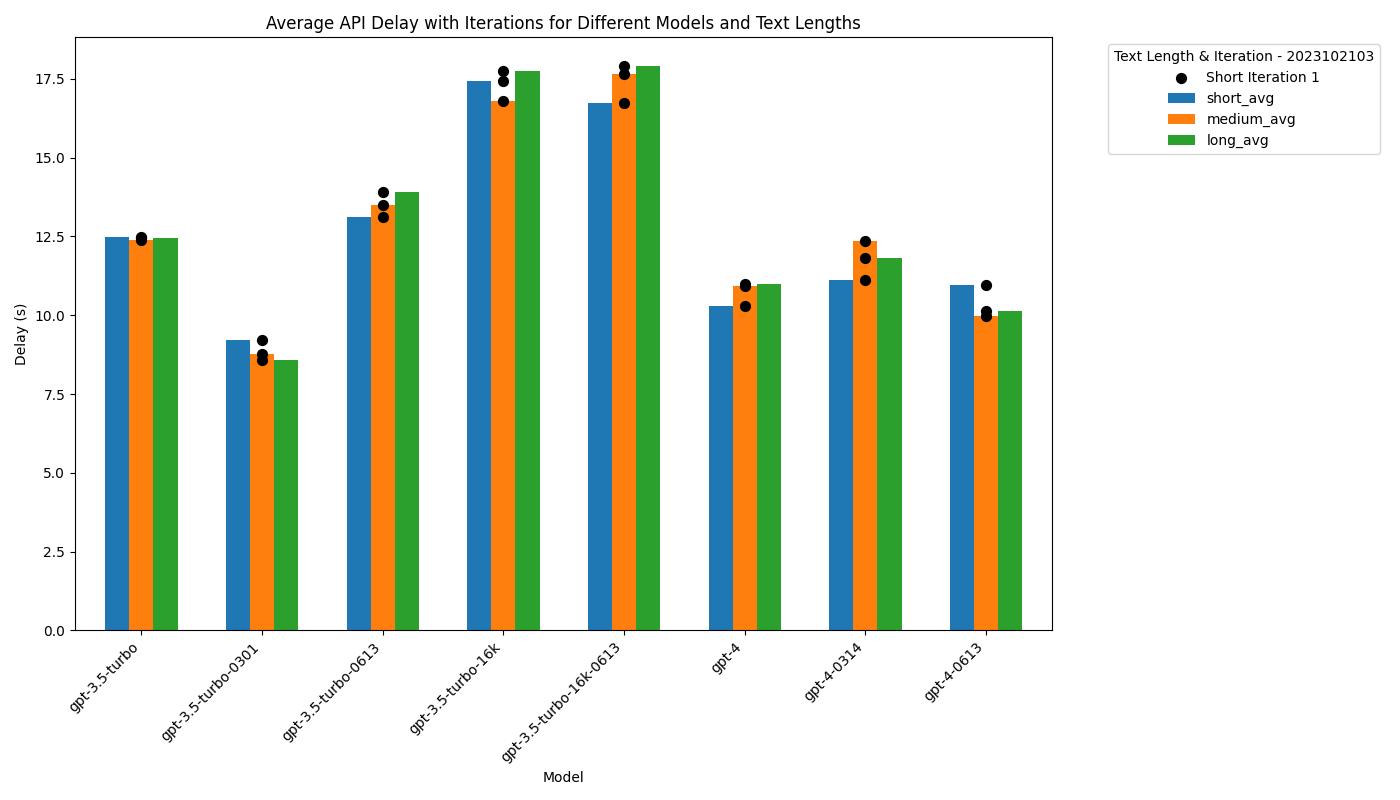 Average API Delay with Iterations for Different Models and Text Lengths
Text Length & Iteration - 2023102103
Short Iteration 1
short_avg
medium_avg
long_avg
Delay (s)
17.5
15.0
12.5
10.0
7.5
5.0
2.5
0.0
gpt-3.5-turbo
gpt-3.5-turbo-0301
gpt-3.5-turbo-0613
gpt-3.5-turbo-16k
gpt-3.5-turbo-16k-0613
gpt-4
gpt-4-0314
gpt-4-0613
Model